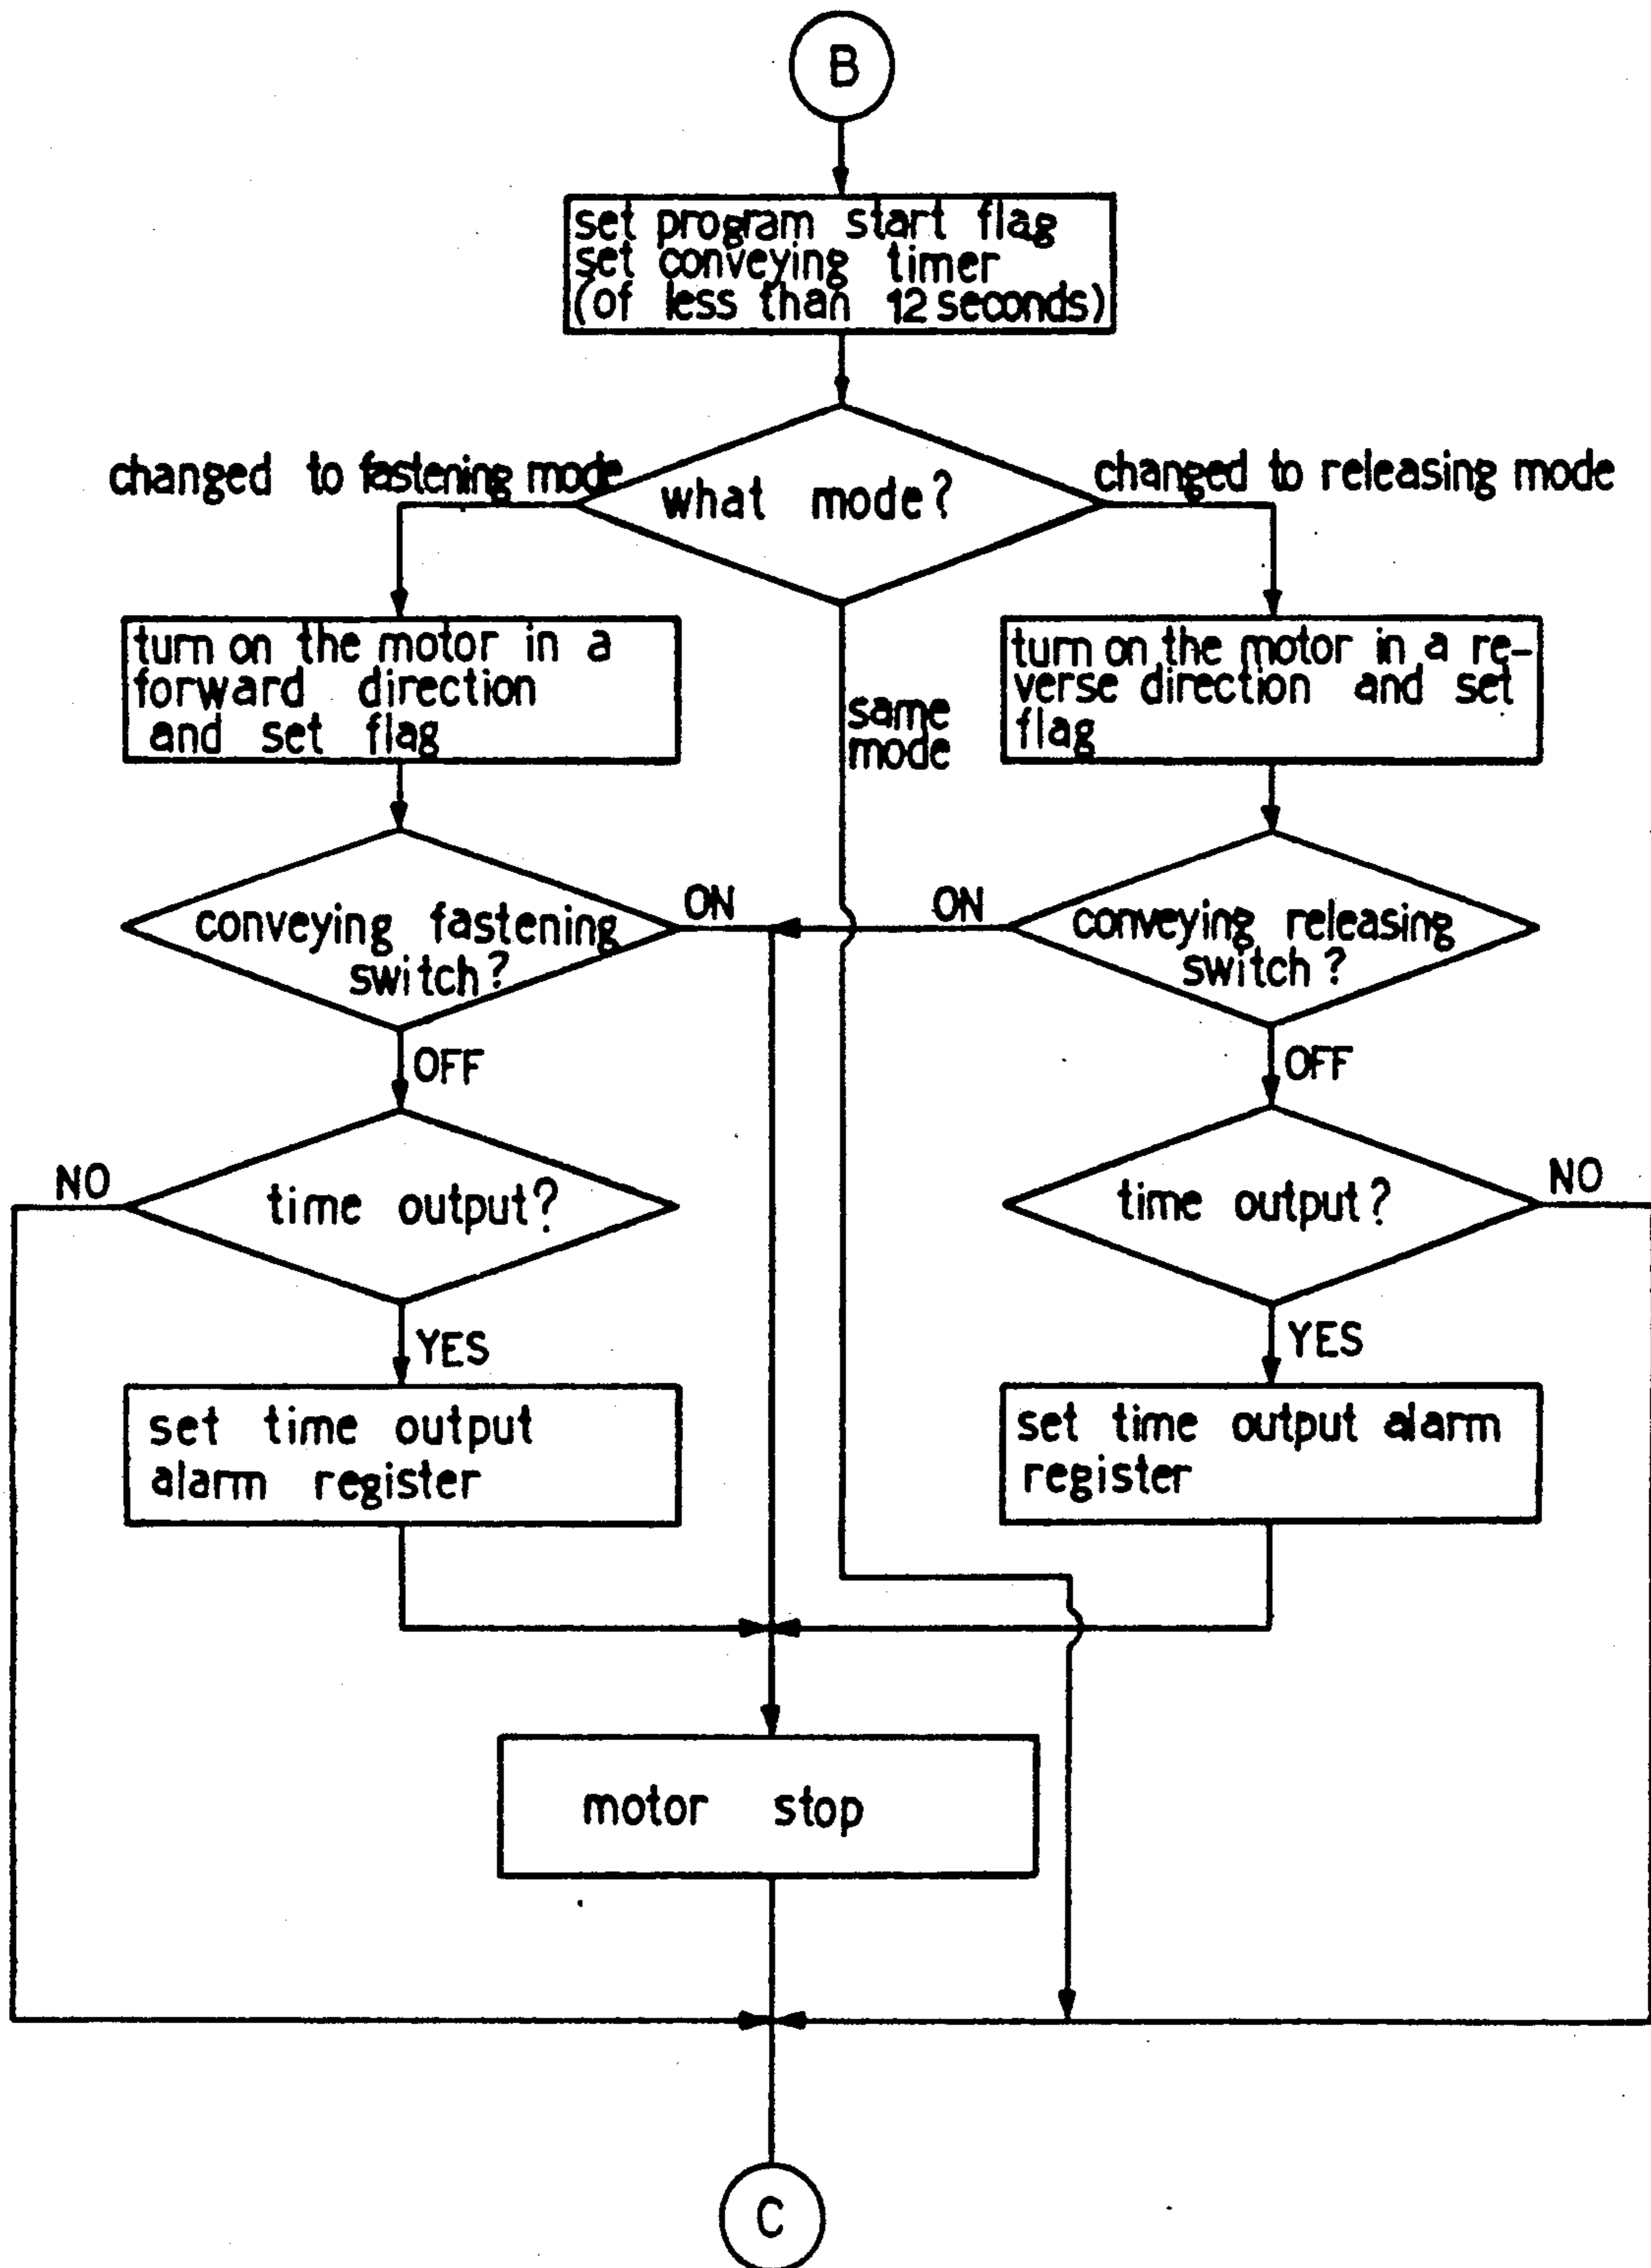 B
set program start flag
set conveying timer
(of less than 12 seconds)
changed to fastening mode
what mode?
changed to releasing mode
turn on the motor in a
forward direction
and set flag
same
mode
turn on the motor in a re-
verse direction and set
flag
conveying fastening
switch?
ON
ON
conveying releasing
switch?
OFF
OFF
NO
time output?
time output?
NO
YES
YES
set time output
alarm register
set time output alarm
register
motor stop
C